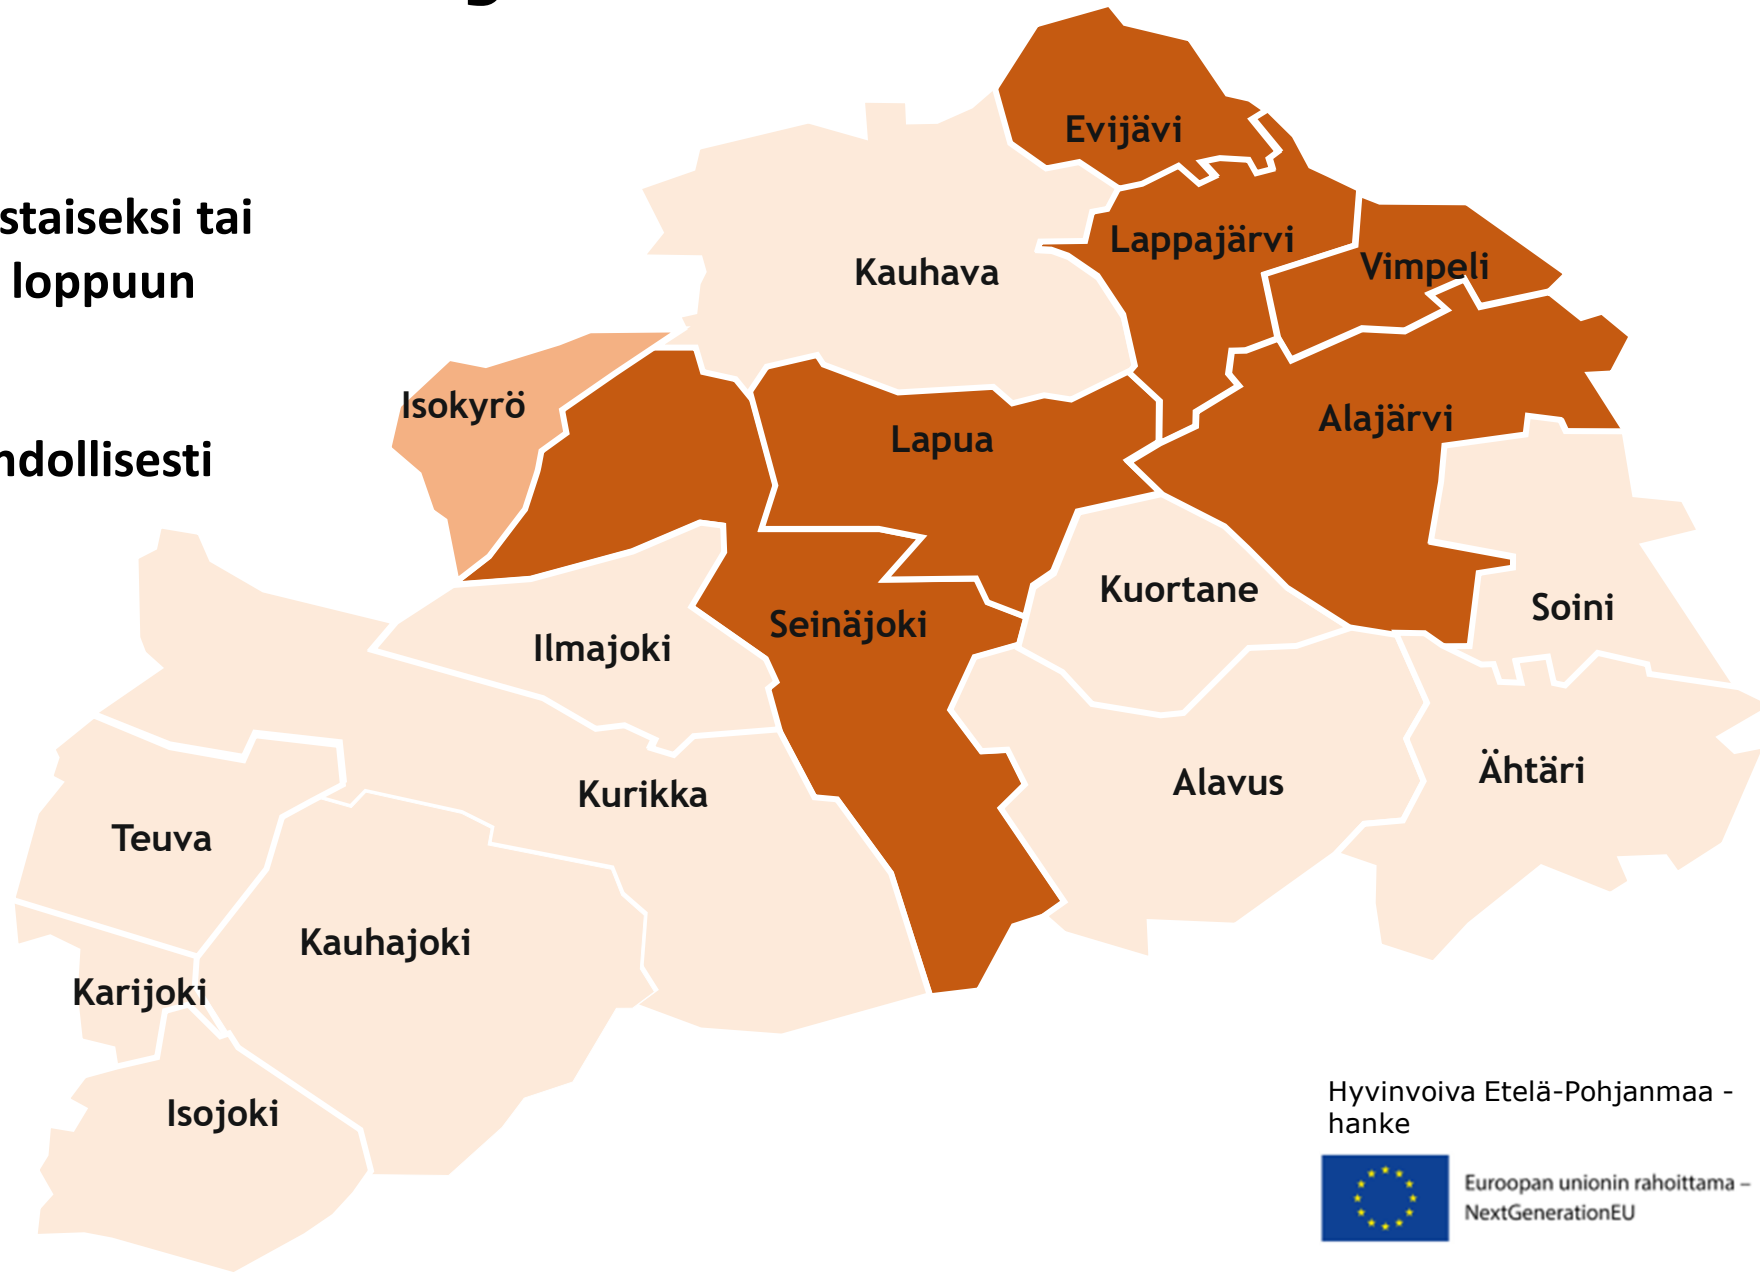 staiseksi tai
loppuun
ndollisesti
Evijävi
Lappajärvi
Vimpeli
Kauhava
Isokyrö
Lapua
Alajärvi
Kuortane
Soini
Seinäjoki
Ilmajoki
Ähtäri
Alavus
Kurikka
Teuva
Kauhajoki
Karijoki
Isojoki
Hyvinvoiva Etelä-Pohjanmaa -
hanke
Euroopan unionin rahoittama –
NextGenerationEU